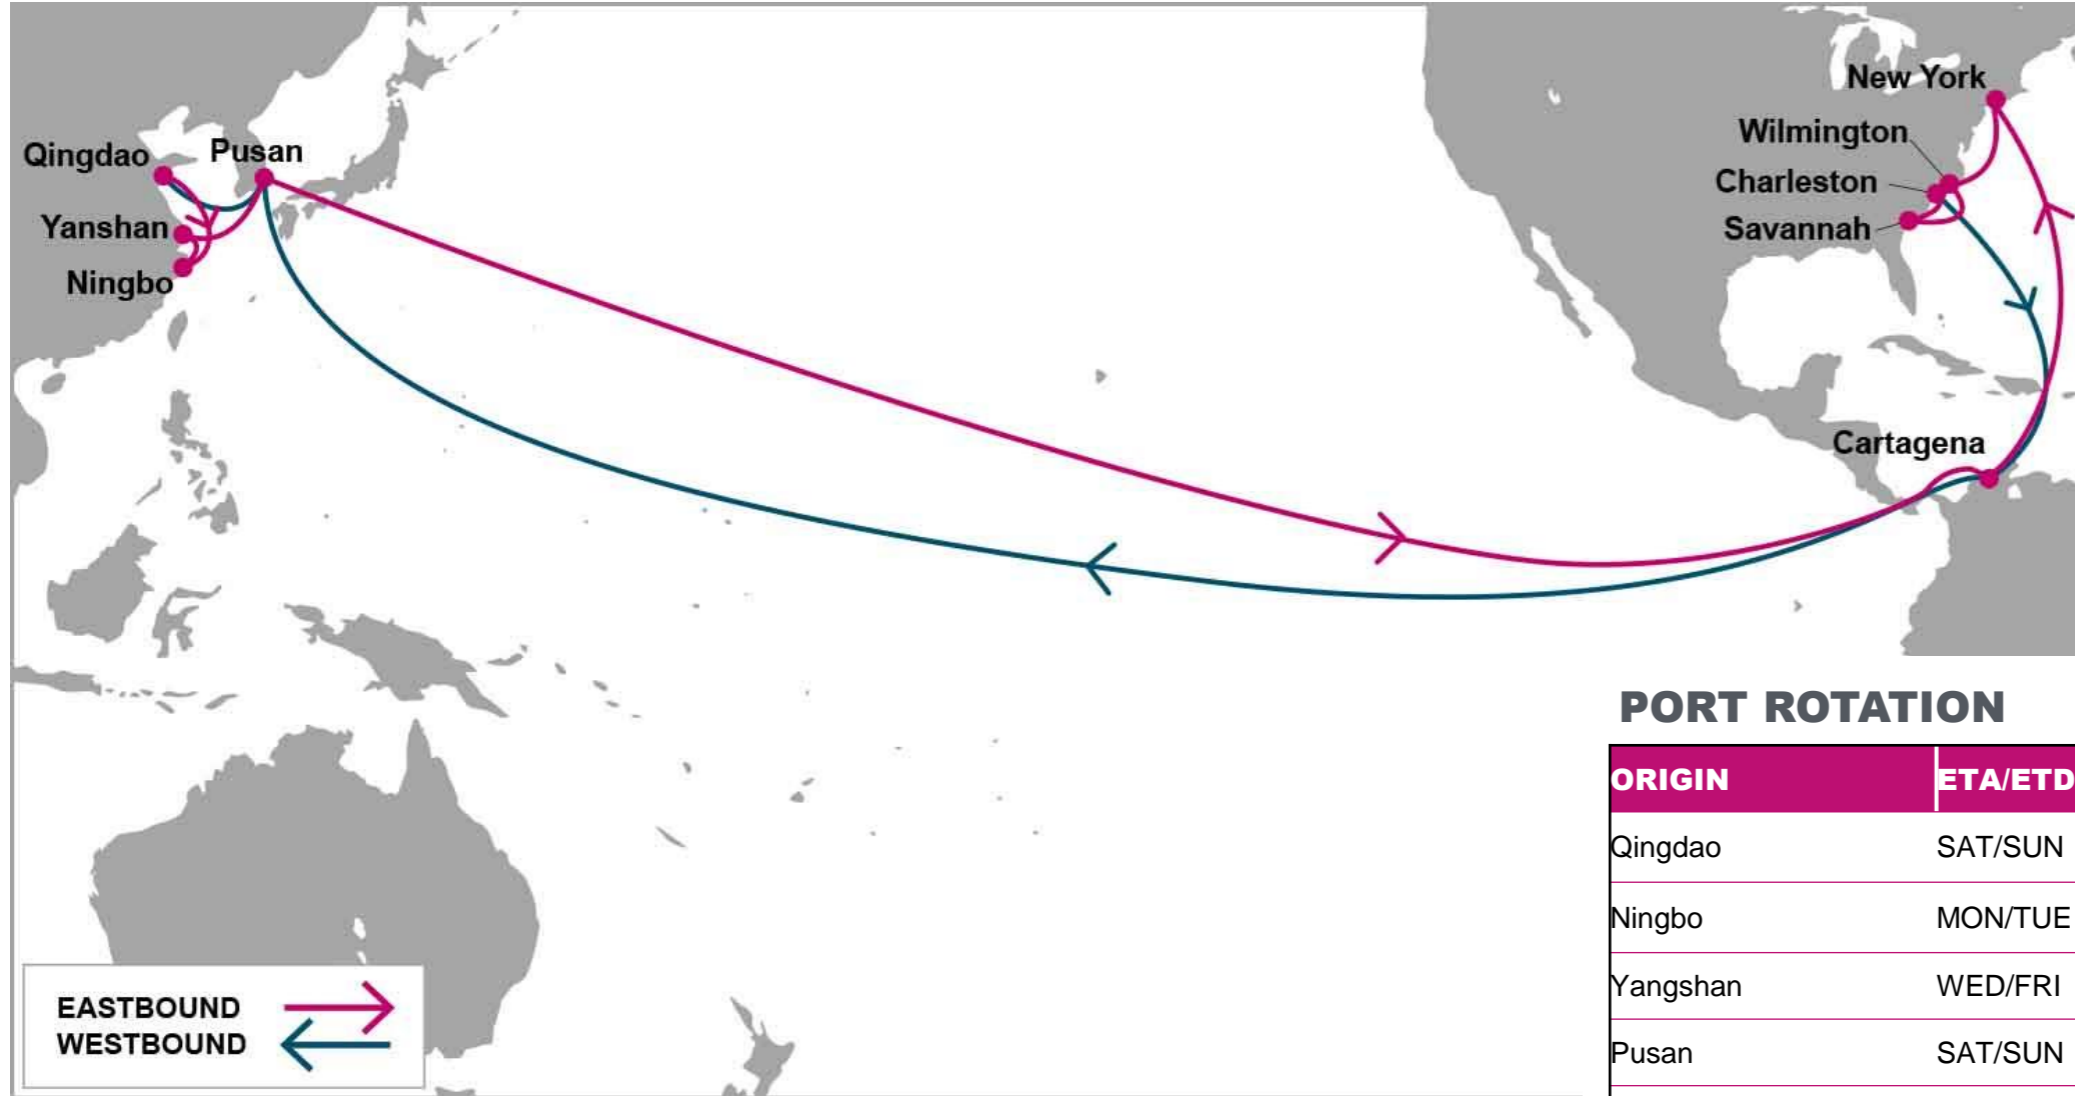 New York
Wilmington
Qingdao
Pusan
Charleston
Yanshan
Savannah
Ningbo
Cartagena
PORT ROTATION
ORIGIN ETA/ETD
Qingdao SAT/SUN
Ningbo MON/TUE
Yangshan WED/FRI
Pusan SAT/SUN
EASTBOUND
WESTBOUND